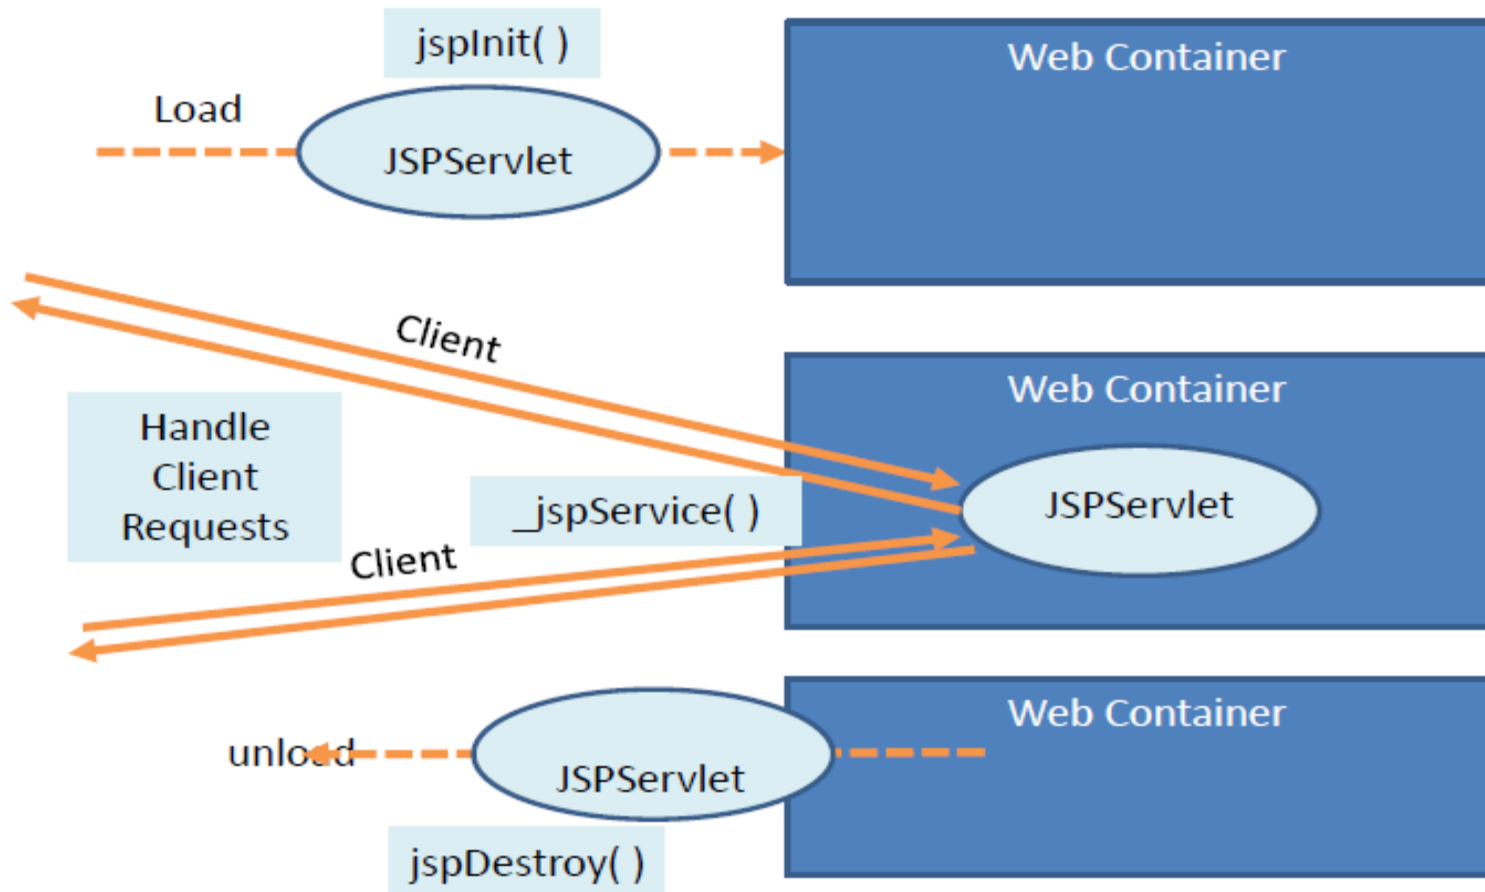 jspInit( )
Web Container
Load
JSPServlet
Client
Web Container
Handle
Client
Requests
_jspService( )
JSPServlet
Client
Web Container
unload
JSPServlet
jspDestroy( )